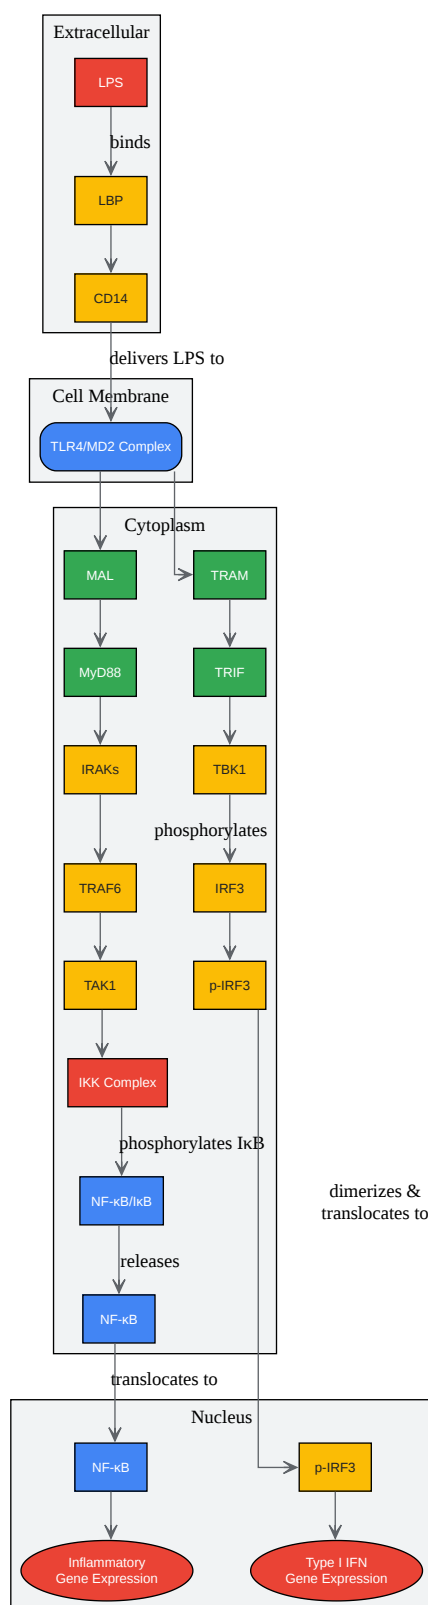 Extracellular
LPS
binds
LBP
CD14
delivers LPS to
Cell Membrane
TLR4/MD2 Complex
Cytoplasm
MAL
TRAM
MyD88
TRIF
IRAKs
TBK1
phosphorylates
TRAF6
IRF3
TAK1
p-IRF3
IKK Complex
phosphorylates IκB
dimerizes &
translocates to
NF-κB/IκB
releases
NF-κB
translocates to
Nucleus
NF-κB
p-IRF3
Inflammatory
Gene Expression
Type I IFN
Gene Expression